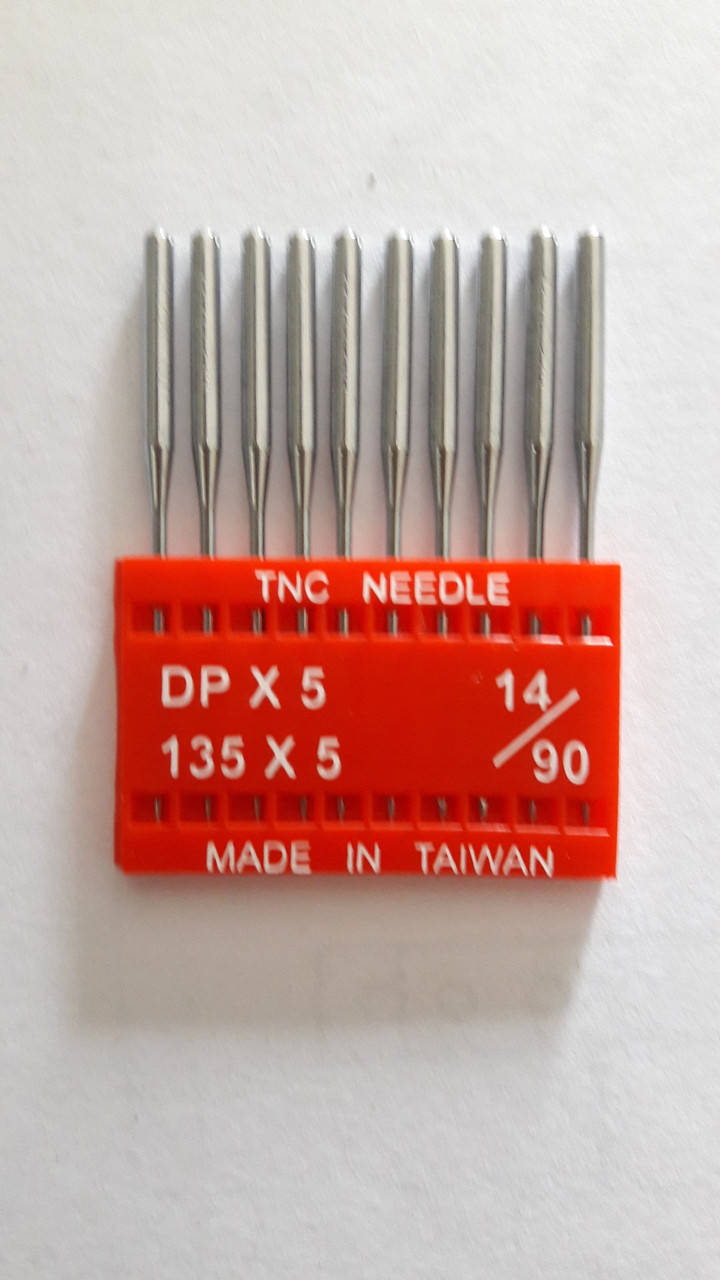 TNC NEEDLE
DP X 5
135 X 5
14/90
MADE IN TAIWAN